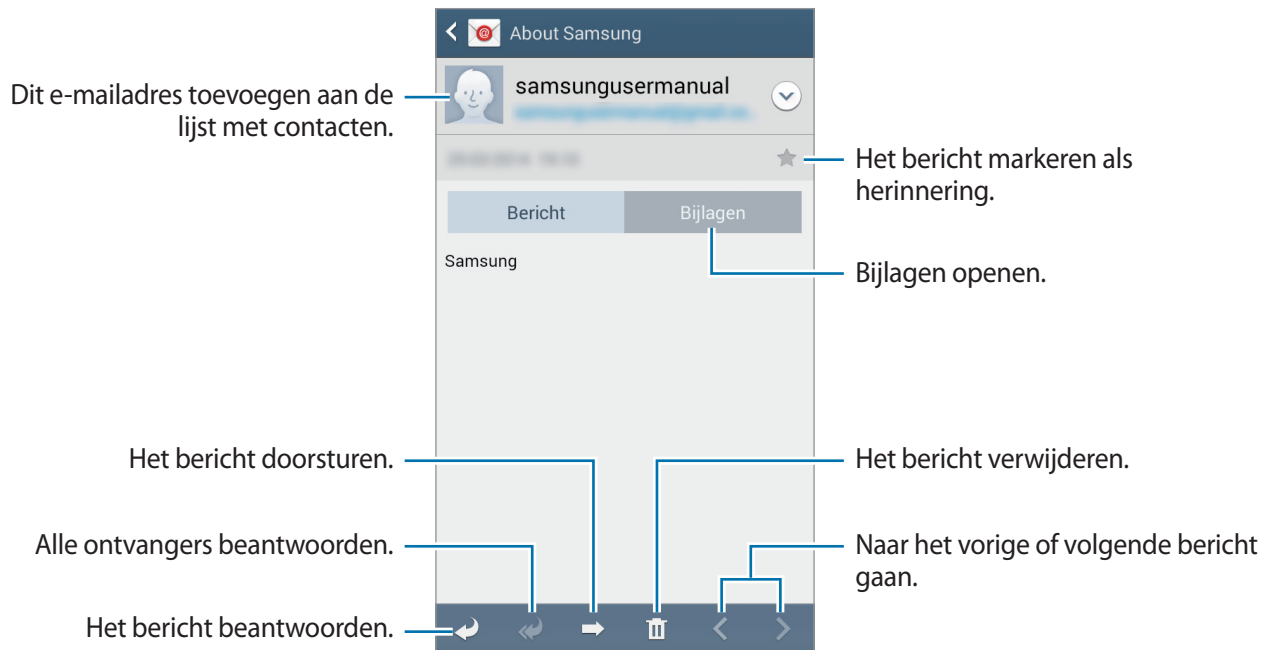 About Samsung
Dit e-mailadres toevoegen aan de
lijst met contacten.
samsungusermanual
Het bericht markeren als
herinnering.
Bericht
Bijlagen
Samsung
Bijlagen openen.
Het bericht doorsturen.
Het bericht verwijderen.
Alle ontvangers beantwoorden.
Naar het vorige of volgende bericht
gaan.
Het bericht beantwoorden.